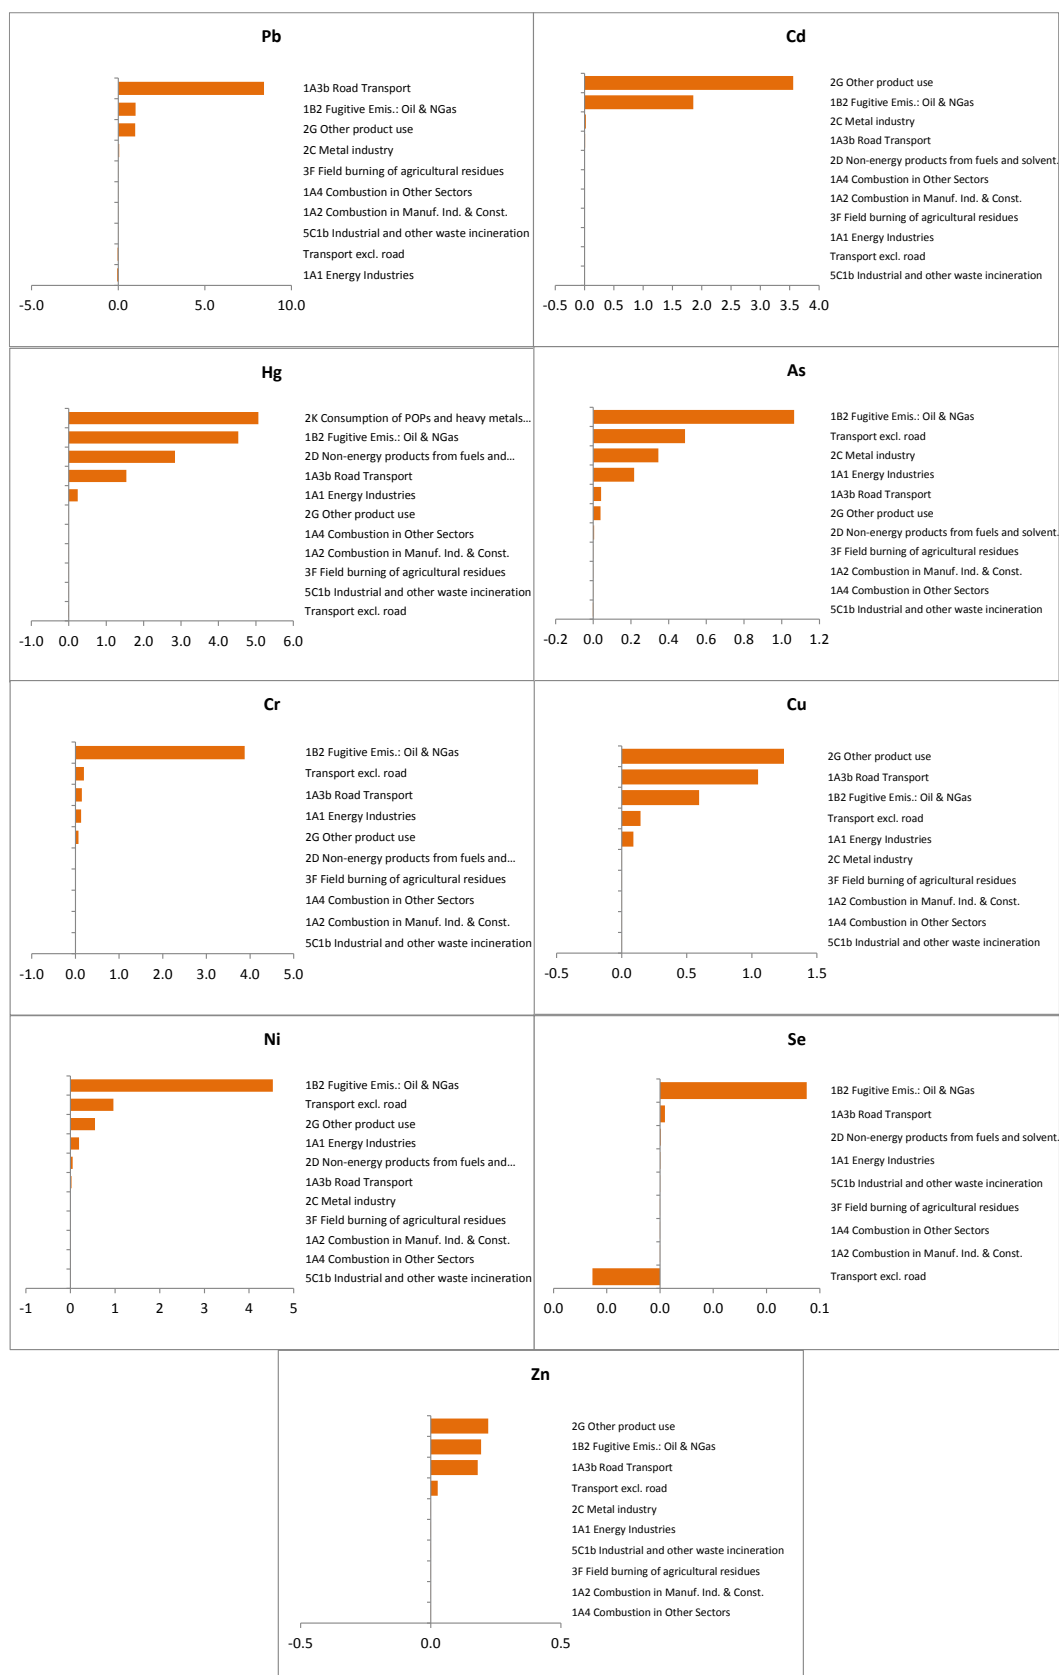 Pb
1A3b Road Transport
1B2 Fugitive Emis.: Oil & NGas
2G Other product use
2C Metal industry
3F Field burning of agricultural residues
1A4 Combustion in Other Sectors
1A2 Combustion in Manuf. Ind. & Const.
5C1b Industrial and other waste incineration
Transport excl. road
1A1 Energy Industries
-5.0 0.0 5.0 10.0
Cd
2G Other product use
1B2 Fugitive Emis.: Oil & NGas
2C Metal industry
1A3b Road Transport
2D Non-energy products from fuels and solvent.
1A4 Combustion in Other Sectors
1A2 Combustion in Manuf. Ind. & Const.
3F Field burning of agricultural residues
1A1 Energy Industries
Transport excl. road
5C1b Industrial and other waste incineration
-0.5 0.0 0.5 1.0 1.5 2.0 2.5 3.0 3.5 4.0
Hg
2K Consumption of POPs and heavy metals...
1B2 Fugitive Emis.: Oil & NGas
2D Non-energy products from fuels and...
1A3b Road Transport
1A1 Energy Industries
2G Other product use
1A4 Combustion in Other Sectors
1A2 Combustion in Manuf. Ind. & Const.
3F Field burning of agricultural residues
5C1b Industrial and other waste incineration
Transport excl. road
-1.0 0.0 1.0 2.0 3.0 4.0 5.0 6.0
As
1B2 Fugitive Emis.: Oil & NGas
Transport excl. road
2C Metal industry
1A1 Energy Industries
1A3b Road Transport
2G Other product use
2D Non-energy products from fuels and solvent.
3F Field burning of agricultural residues
1A2 Combustion in Manuf. Ind. & Const.
1A4 Combustion in Other Sectors
5C1b Industrial and other waste incineration
-0.2 0.0 0.2 0.4 0.6 0.8 1.0 1.2
Cr
1B2 Fugitive Emis.: Oil & NGas
Transport excl. road
1A3b Road Transport
1A1 Energy Industries
2G Other product use
2D Non-energy products from fuels and...
3F Field burning of agricultural residues
1A4 Combustion in Other Sectors
1A2 Combustion in Manuf. Ind. & Const.
5C1b Industrial and other waste incineration
-1.0 0.0 1.0 2.0 3.0 4.0 5.0
Cu
2G Other product use
1A3b Road Transport
1B2 Fugitive Emis.: Oil & NGas
Transport excl. road
1A1 Energy Industries
2C Metal industry
3F Field burning of agricultural residues
1A2 Combustion in Manuf. Ind. & Const.
1A4 Combustion in Other Sectors
5C1b Industrial and other waste incineration
-0.5 0.0 0.5 1.0 1.5
Ni
1B2 Fugitive Emis.: Oil & NGas
Transport excl. road
2G Other product use
1A1 Energy Industries
2D Non-energy products from fuels and...
1A3b Road Transport
2C Metal industry
3F Field burning of agricultural residues
1A2 Combustion in Manuf. Ind. & Const.
1A4 Combustion in Other Sectors
5C1b Industrial and other waste incineration
-1 0 1 2 3 4 5
Se
1B2 Fugitive Emis.: Oil & NGas
1A3b Road Transport
2D Non-energy products from fuels and solvent.
1A1 Energy Industries
5C1b Industrial and other waste incineration
3F Field burning of agricultural residues
1A4 Combustion in Other Sectors
1A2 Combustion in Manuf. Ind. & Const.
Transport excl. road
0.0 0.0 0.0 0.0 0.0 0.1
Zn
2G Other product use
1B2 Fugitive Emis.: Oil & NGas
1A3b Road Transport
Transport excl. road
2C Metal industry
1A1 Energy Industries
5C1b Industrial and other waste incineration
3F Field burning of agricultural residues
1A2 Combustion in Manuf. Ind. & Const.
1A4 Combustion in Other Sectors
-0.5 0.0 0.5